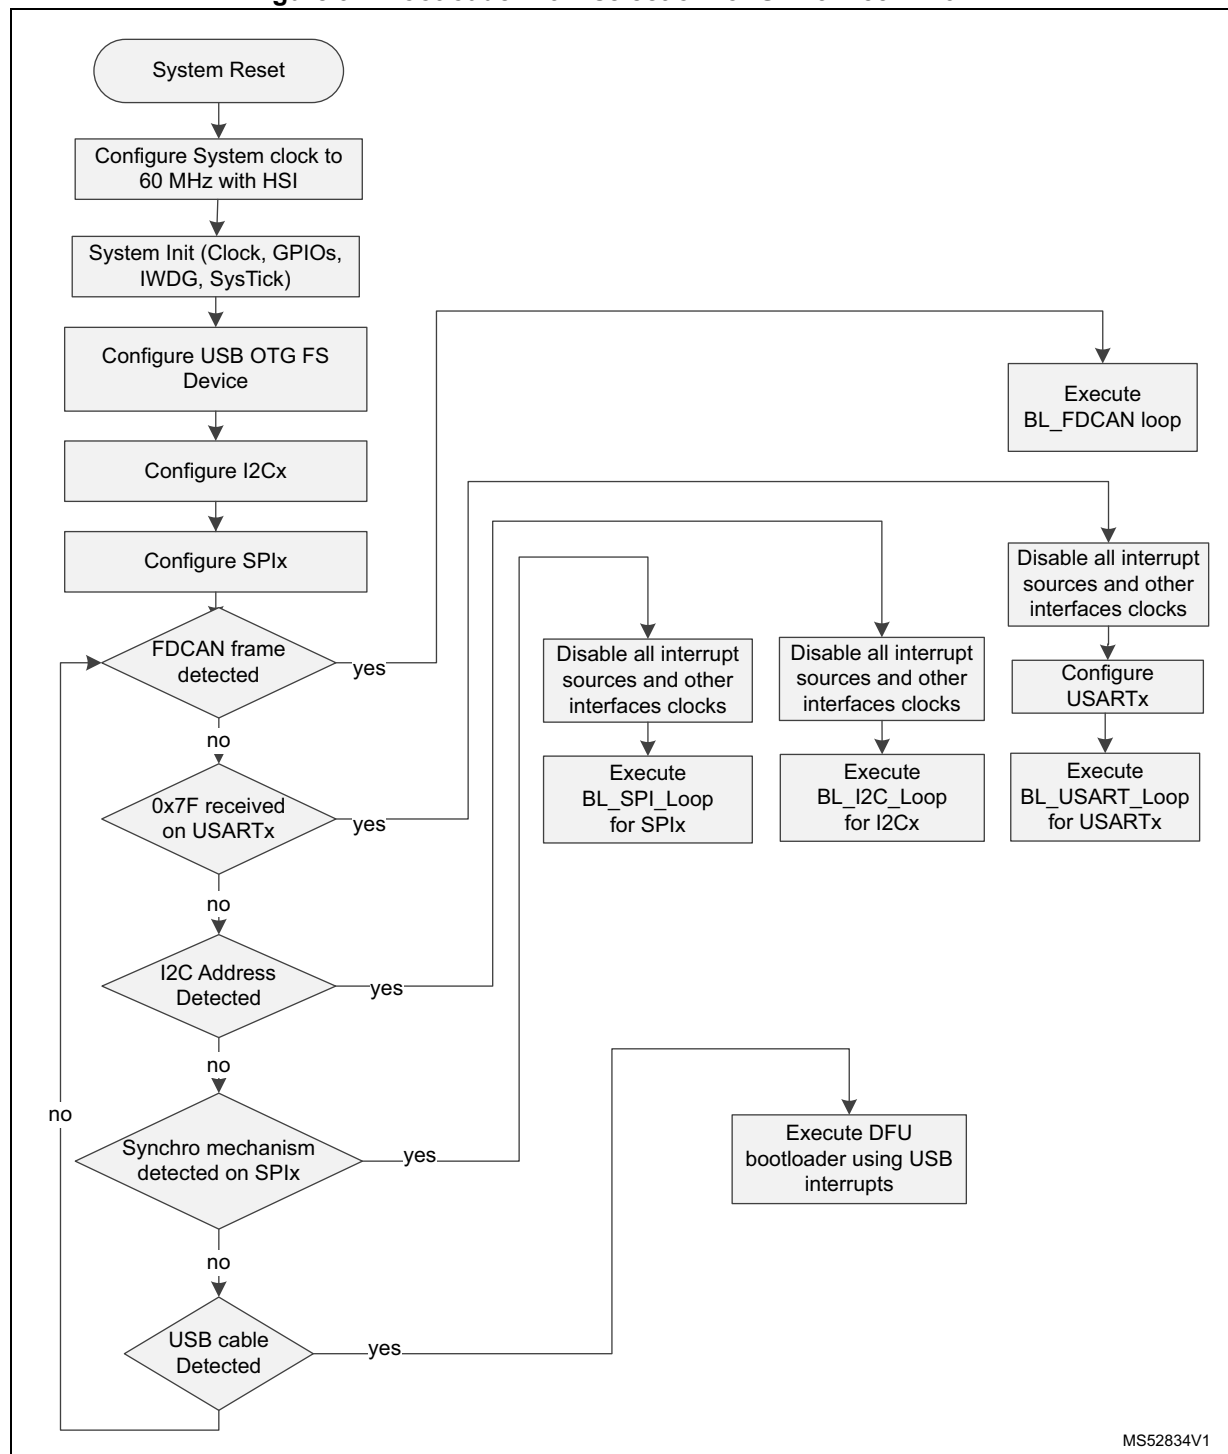 System Reset
Configure System clock to
60 MHz with HSI
System Init (Clock, GPIOs,
IWDG, SysTick)
Configure USB OTG FS
Device
Configure I2Cx
Configure SPIx
FDCAN frame
detected
yes
no
0x7F received
on USARTx
yes
no
I2C Address
Detected
yes
no
Synchro mechanism
detected on SPIx
yes
no
USB cable
Detected
yes
no
Execute
BL_FDCAN loop
Disable all interrupt
sources and other
interfaces clocks
Configure
USARTx
Execute
BL_USART_Loop
for USARTx
Disable all interrupt
sources and other
interfaces clocks
Execute
BL_I2C_Loop
for I2Cx
Disable all interrupt
sources and other
interfaces clocks
Execute
BL_SPI_Loop
for SPIx
Execute DFU
bootloader using USB
interrupts
MS52834V1